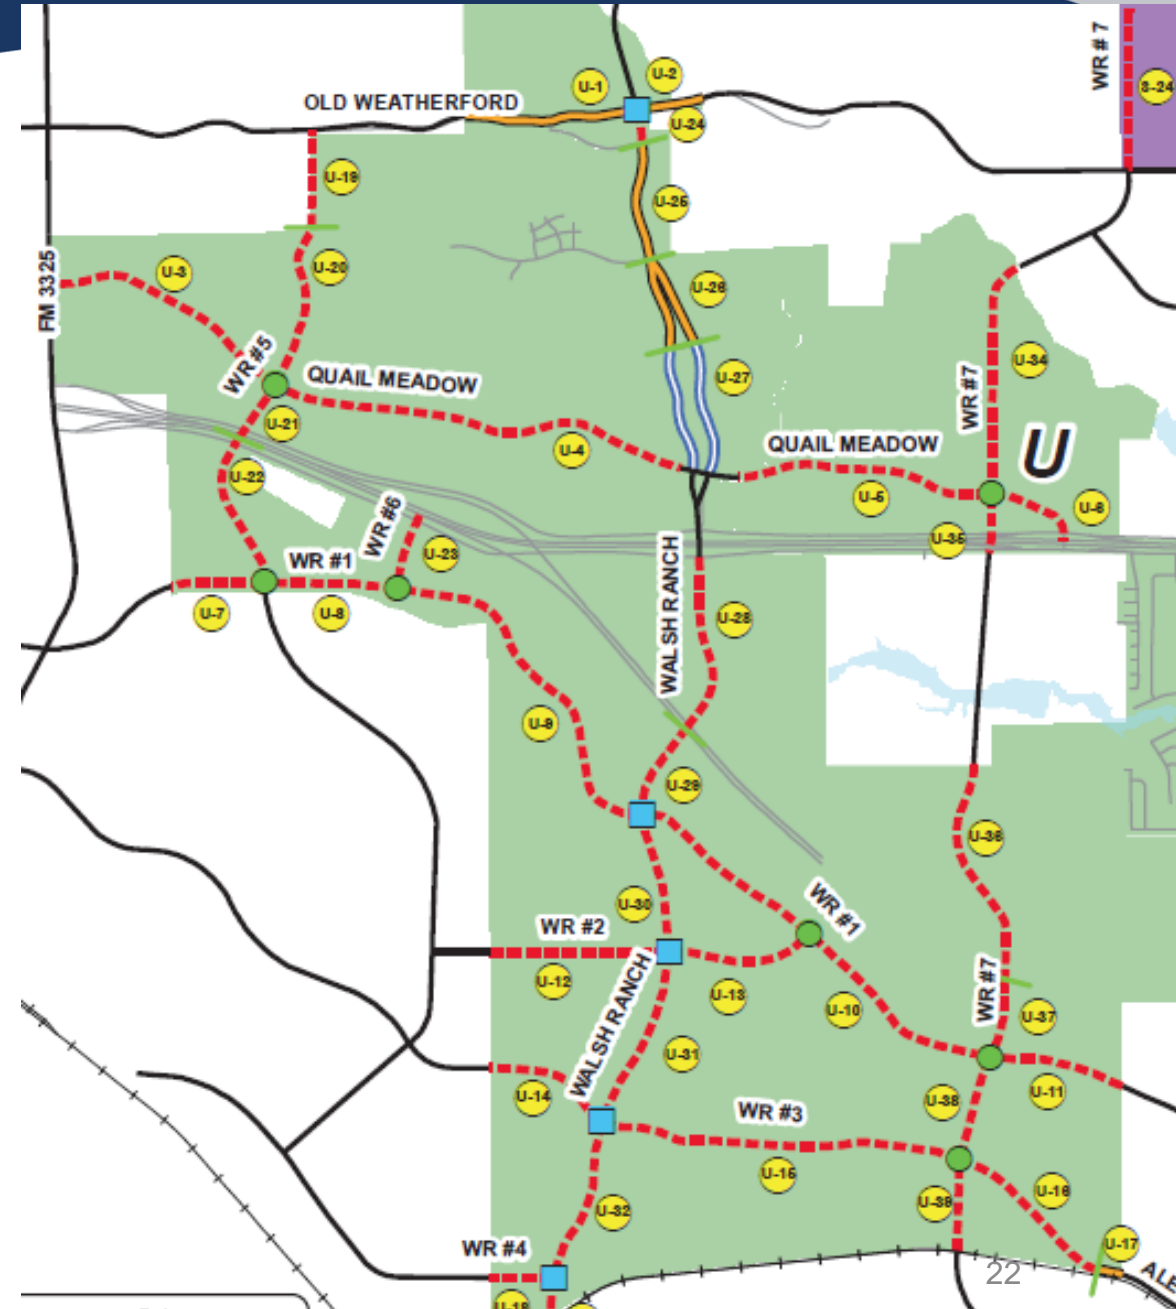 WR # 7
S-24
U-2
U-1
OLD WEATHERFORD
U-24
U-19
U-25
U-20
U-3
FM 3325
U-26
WR #5
U-34
U-27
QUAIL MEADOW
WR #7
U-21
U-4
QUAIL MEADOW
U
U-22
U-5
U-6
WR #6
U-35
U-23
WR #1
WALSH RANCH
U-7
U-8
U-28
U-9
U-29
U-36
U-30
WR #1
WR #2
U-12
U-13
WR #7
U-10
U-37
WALSH RANCH
U-31
U-14
U-11
U-38
WR #3
U-15
U-16
U-39
U-32
WR #4
U-17
22
ALE
U-18